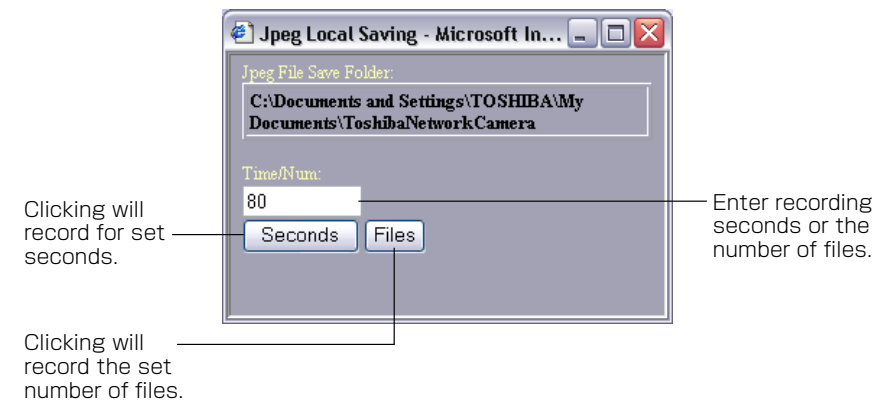 Jpeg Local Saving - Microsoft In...
Jpeg File Save Folder:
C:\Documents and Settings\TOSHIBA\My
Documents\ToshibaNetworkCamera
Time/Num:
80
Seconds
Files
Clicking will
record for set
seconds.
Enter recording
seconds or the
number of files.
Clicking will
record the set
number of files.